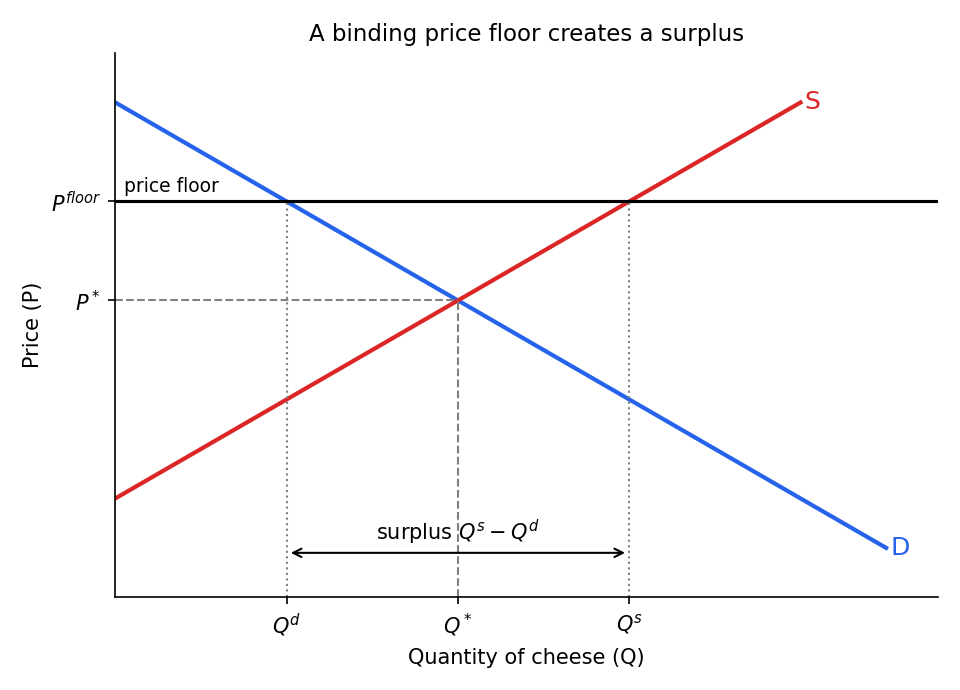 A binding price floor creates a surplus
S
price floor
P^floor
P*
Price (P)
surplus Q^s − Q^d
D
Q^d
Q*
Q^s
Quantity of cheese (Q)